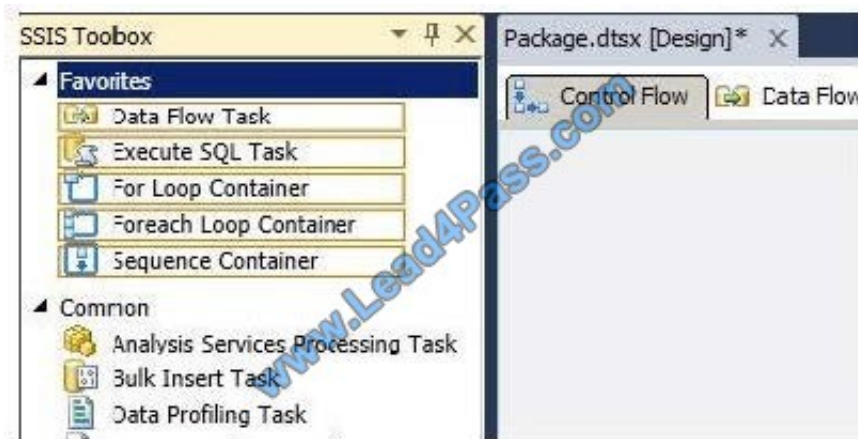 SSIS Toolbox
Package.dtsx [Design]*
Favorites
Control Flow
Data Flow
Data Flow Task
Execute SQL Task
For Loop Container
Foreach Loop Container
Sequence Container
Common
Analysis Services Processing Task
Bulk Insert Task
Data Profiling Task
www.Lead4Pass.com